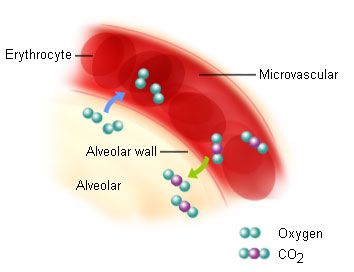 Erythrocyte
Microvascular
Alveolar wall
Alveolar
Oxygen
CO2